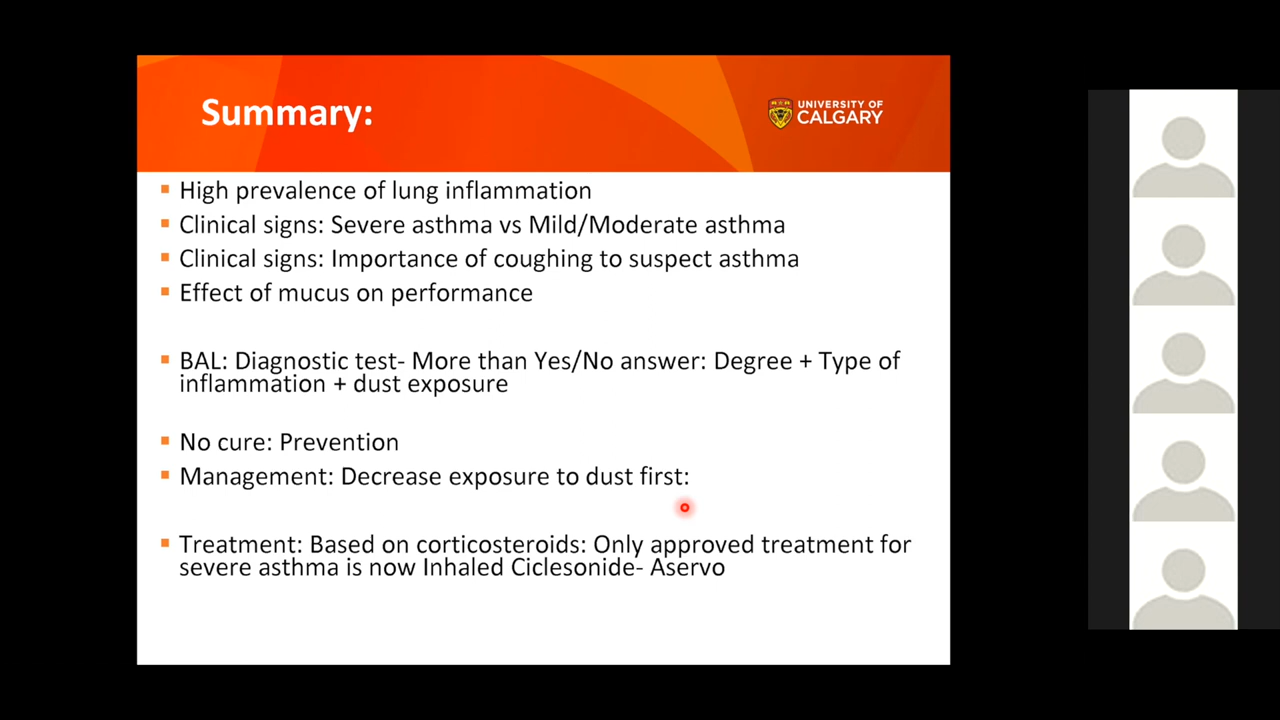 Summary:
UNIVERSITY OF
CALGARY
High prevalence of lung inflammation
Clinical signs: Severe asthma vs Mild/Moderate asthma
Clinical signs: Importance of coughing to suspect asthma
Effect of mucus on performance
BAL: Diagnostic test- More than Yes/No answer: Degree + Type of
inflammation + dust exposure
No cure: Prevention
Management: Decrease exposure to dust first:
Treatment: Based on corticosteroids: Only approved treatment for
severe asthma is now Inhaled Ciclesonide- Aservo